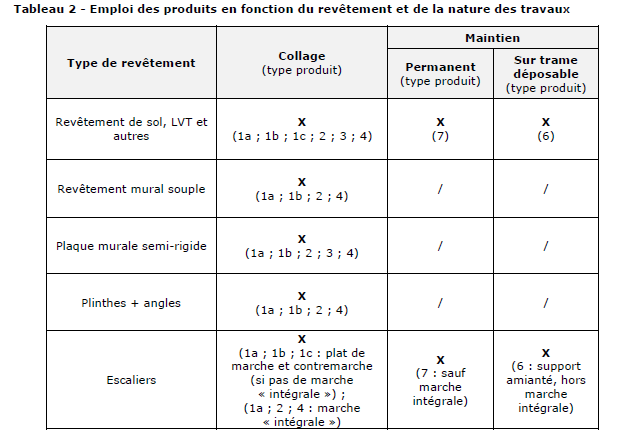 Tableau 2 - Emploi des produits en fonction du revêtement et de la nature des travaux
Type de revêtement
Collage
(type produit)
Maintien
Permanent
(type produit)
Sur trame
déposable
(type produit)
Revêtement de sol, LVT et
autres
X
(1a ; 1b ; 1c ; 2 ; 3 ; 4)
X
(7)
X
(6)
Revêtement mural souple
X
(1a ; 1b ; 2 ; 4)
/
/
Plaque murale semi-rigide
X
(1a ; 1b ; 2 ; 3 ; 4)
/
/
Plinthes + angles
X
(1a ; 1b ; 2 ; 4)
/
/
Escaliers
X
(1a ; 1b ; 1c : plat de
marche et contremarche
(si pas de marche
« intégrale ») ;
(1a ; 2 ; 4 : marche
« intégrale »)
X
(7 : sauf
marche
intégrale)
X
(6 : support
amianté, hors
marche
intégrale)